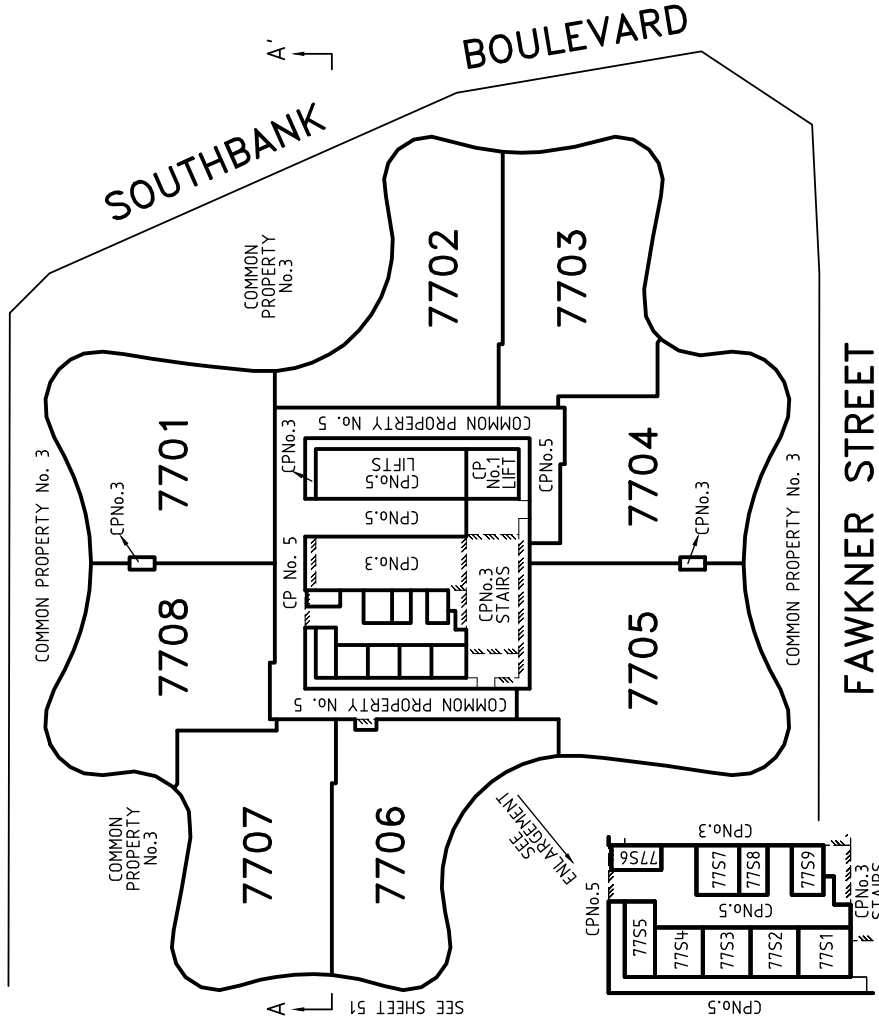 SOUTHBANK
BOULEVARD
FAWKNER STREET
A'
COMMON
PROPERTY
No.3
7702
7703
7701
COMMON PROPERTY No. 3
CPNo.3
7708
7704
CPNo.3
COMMON PROPERTY No. 3
7705
COMMON PROPERTY No. 5
CPNo.3
CPNo.5
LIFTS
CP
No.1
LIFT
CPNo.5
CPNo.5
CP No. 5
CPNo.3
CPNo.3
STAIRS
COMMON PROPERTY No. 5
COMMON
PROPERTY
No.3
7707
7706
SEE
ENLARGEMENT
A
SEE SHEET 51
CPNo.5
CPNo.3
77S6
77S7
77S8
77S9
CPNo.5
77S5
77S4
77S3
77S2
77S1
CPNo.3
STAIRS
CPNo.5